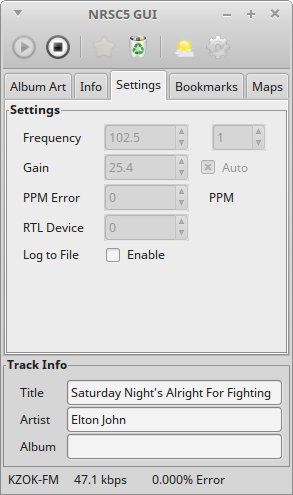 NRSC5 GUI
Album Art Info Settings Bookmarks Maps
Settings
Frequency 102.5 1
Gain 25.4 Auto
PPM Error 0 PPM
RTL Device 0
Log to File Enable
Track Info
Title Saturday Night's Alright For Fighting
Artist Elton John
Album
KZOK-FM 47.1 kbps 0.000% Error